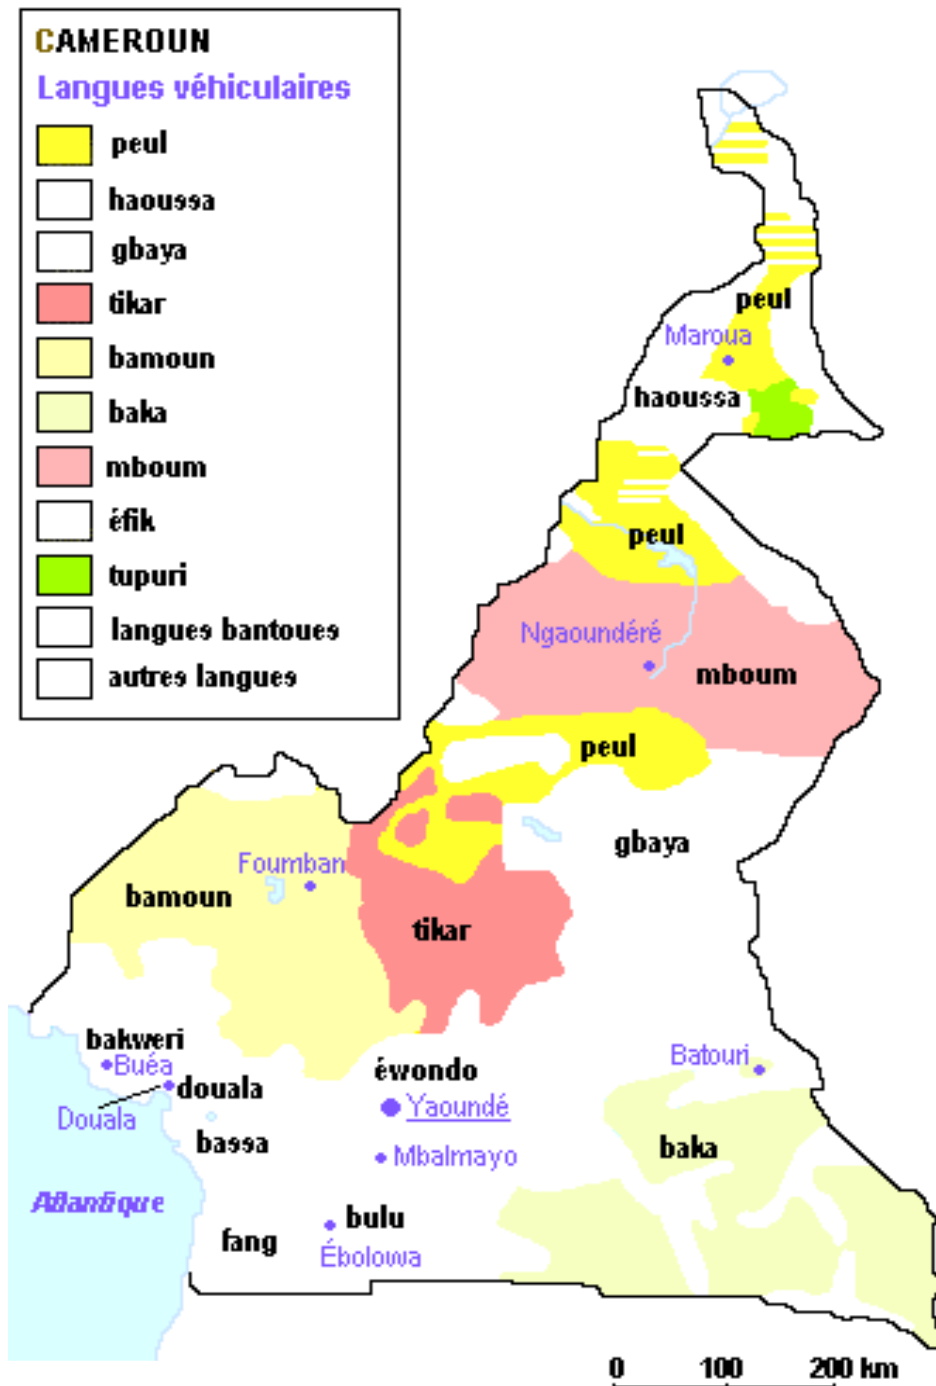 CAMEROUN
Langues véhiculaires
peul
haoussa
gbaya
tikar
bamoun
baka
mboum
éfik
tupuri
langues bantoues
autres langues
peul
Maroua
haoussa
peul
Ngaoundéré
mboum
peul
gbaya
Foumban
bamoun
tikar
bakweri
Buéa
douala
Douala
bassa
éwondo
Yaoundé
Mbalmayo
Batouri
baka
Atlantique
fang
bulu
Ébolowa
0 100 200 km